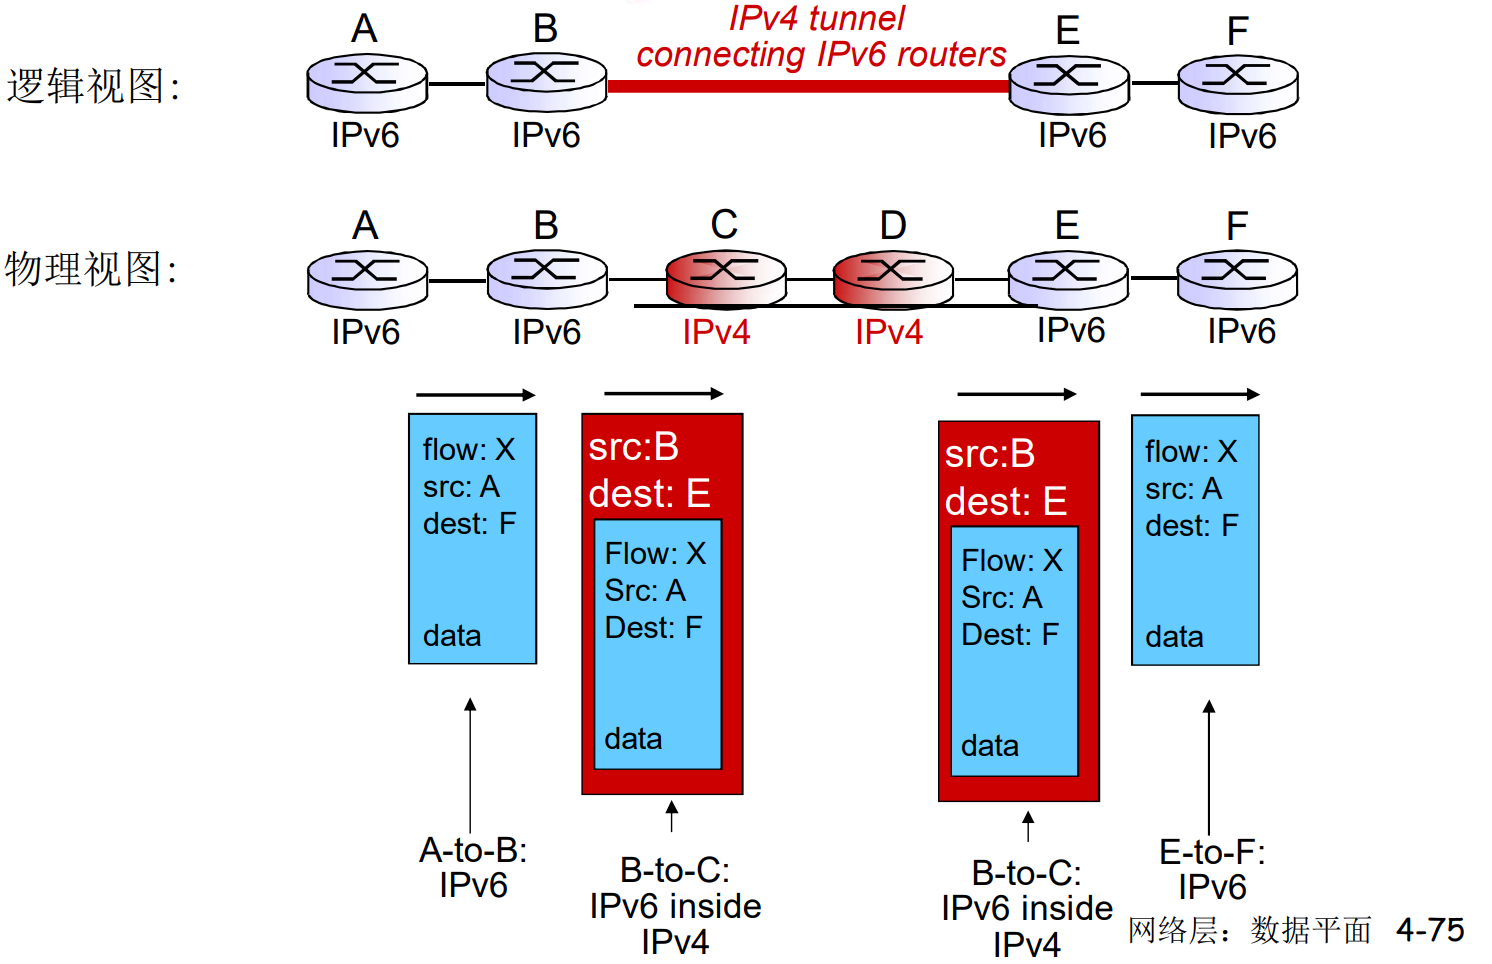 IPv4 tunnel
connecting IPv6 routers
A
B
E
F
逻辑视图:
IPv6
IPv6
IPv6
IPv6
A
B
C
D
E
F
物理视图:
IPv6
IPv6
IPv4
IPv4
IPv6
IPv6
flow: X
src: A
dest: F
data
src:B
dest: E
Flow: X
Src: A
Dest: F
data
src:B
dest: E
Flow: X
Src: A
Dest: F
data
flow: X
src: A
dest: F
data
A-to-B:
IPv6
B-to-C:
IPv6 inside
IPv4
B-to-C:
IPv6 inside
IPv4
E-to-F:
IPv6
网络层：数据平面 4-75